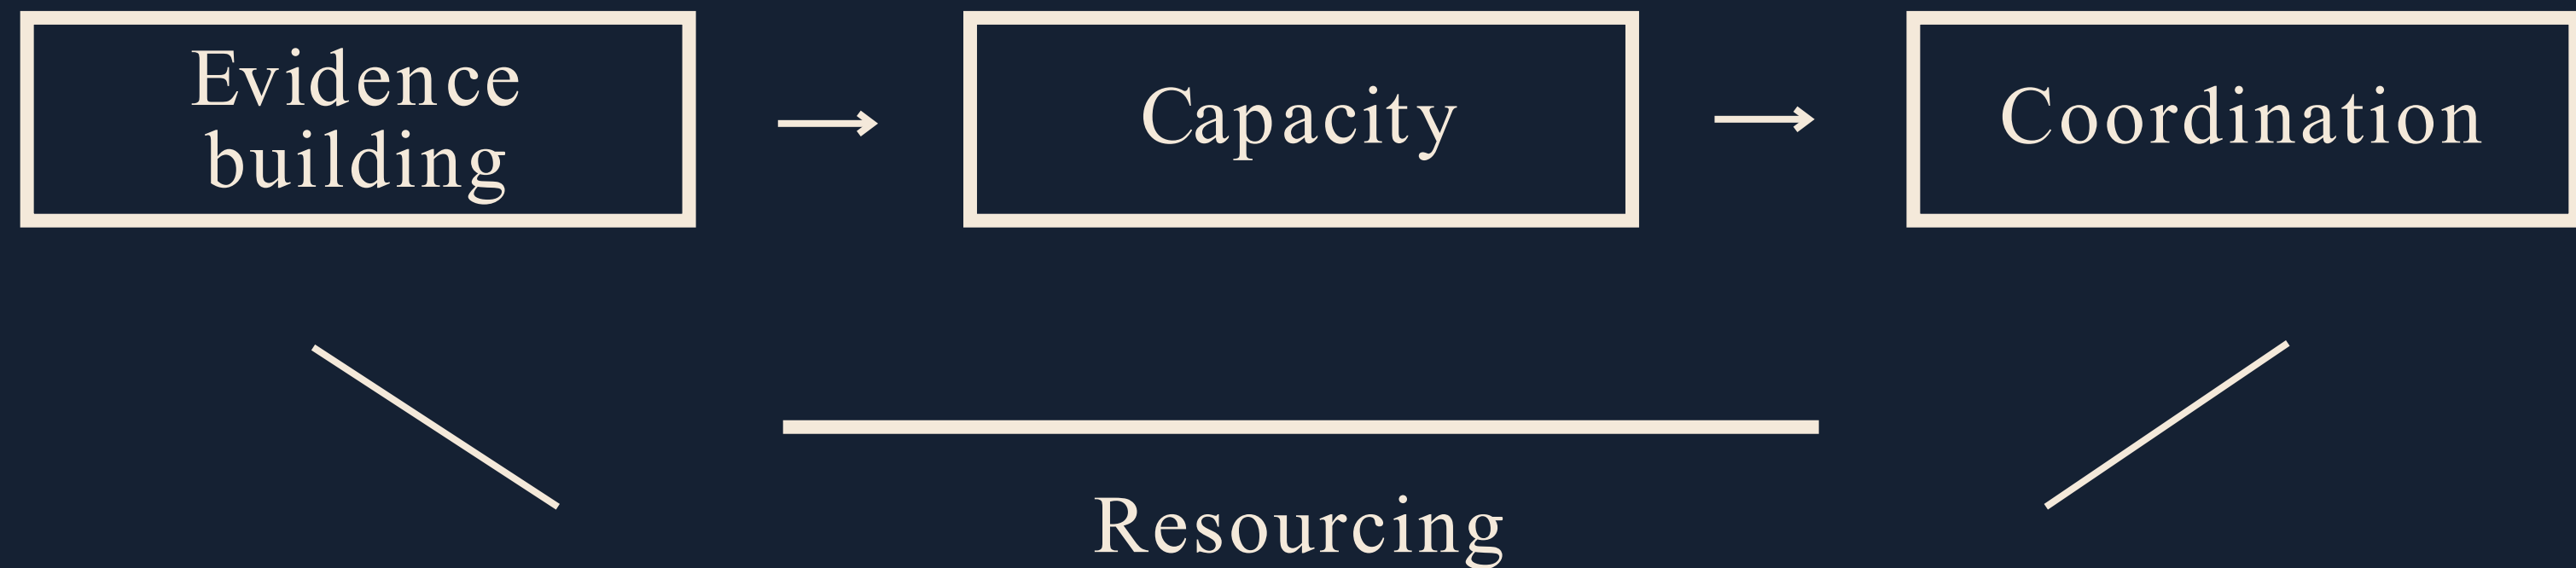 Evidence
building
Capacity
Coordination
Resourcing